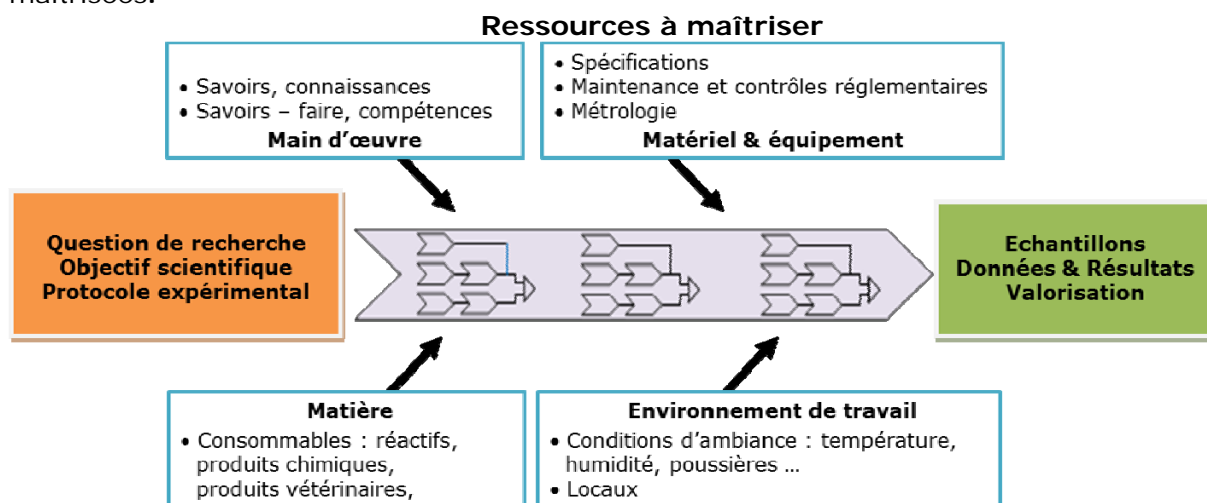 maîtrisées.
Ressources à maîtriser
• Savoirs, connaissances
• Savoirs – faire, compétences
Main d'œuvre
• Spécifications
• Maintenance et contrôles réglementaires
• Métrologie
Matériel & équipement
Question de recherche
Objectif scientifique
Protocole expérimental
Echantillons
Données & Résultats
Valorisation
Matière
• Consommables : réactifs,
produits chimiques,
produits vétérinaires,
Environnement de travail
• Conditions d'ambiance : température,
humidité, poussières ...
• Locaux